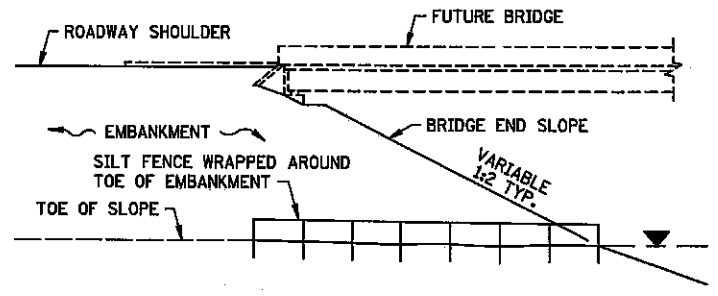 FUTURE BRIDGE
ROADWAY SHOULDER
EMBANKMENT
BRIDGE END SLOPE
SILT FENCE WRAPPED AROUND
TOE OF EMBANKMENT
VARIABLE
1:2 TYP.
TOE OF SLOPE